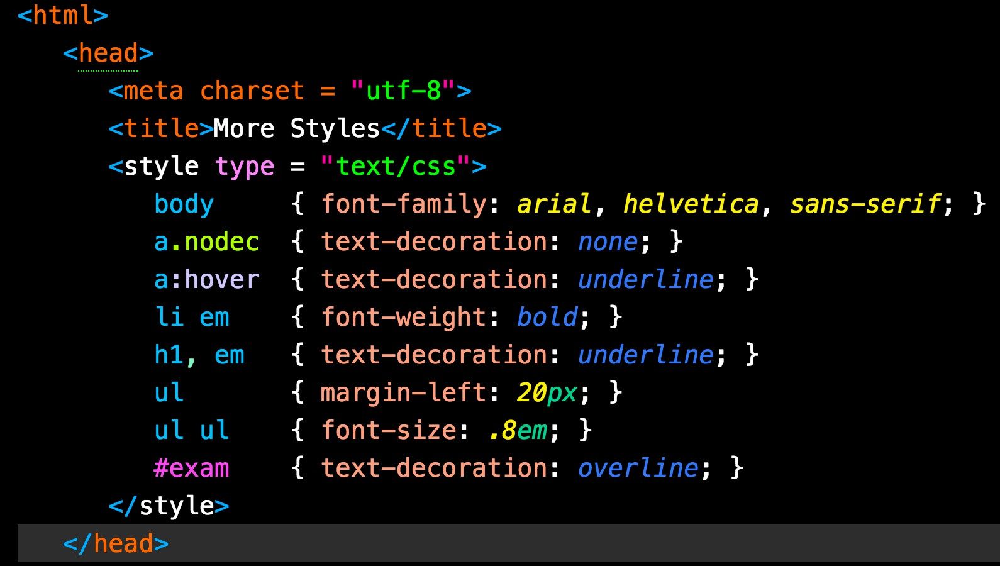 <html>
<head>
<meta charset = "utf-8">
<title>More Styles</title>
<style type = "text/css">
body { font-family: arial, helvetica, sans-serif; }
a.nodec { text-decoration: none; }
a:hover { text-decoration: underline; }
li em { font-weight: bold; }
h1, em { text-decoration: underline; }
ul { margin-left: 20px; }
ul ul { font-size: .8em; }
#exam { text-decoration: overline; }
</style>
</head>